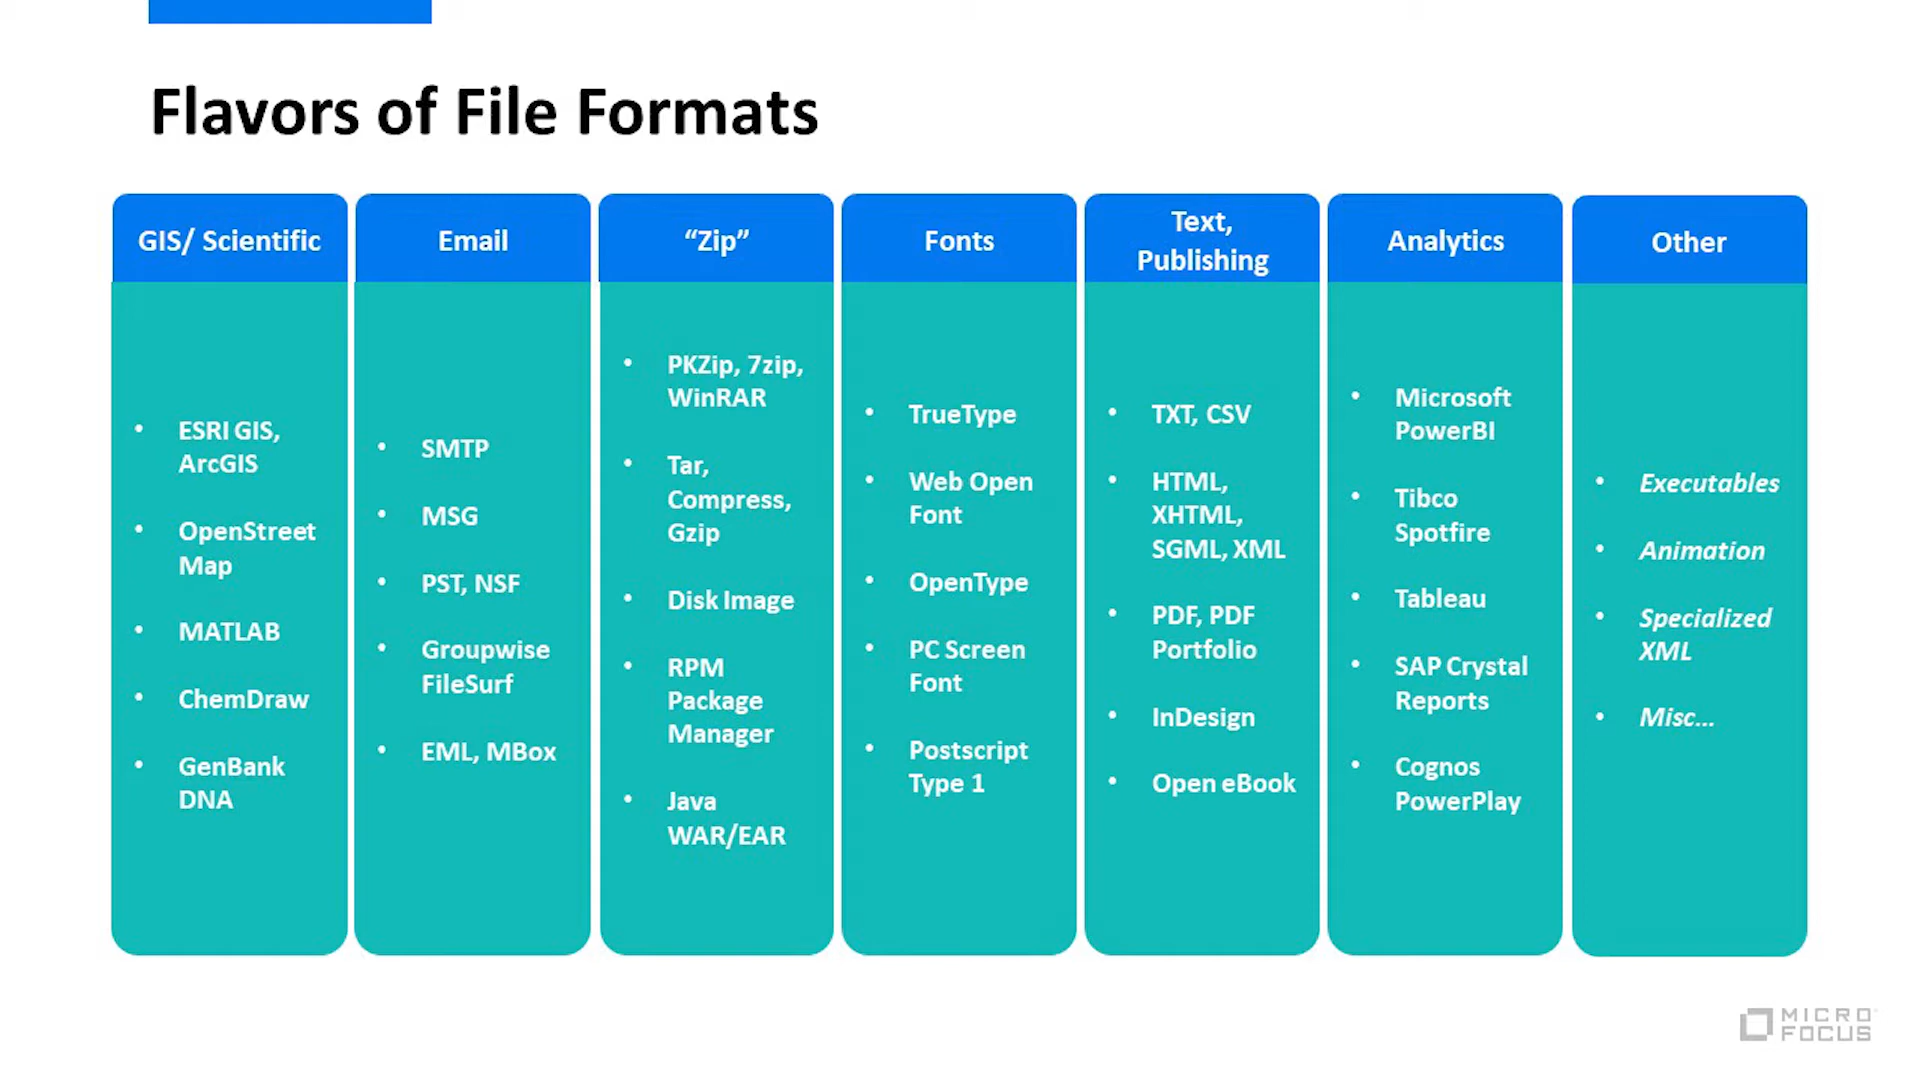 Flavors of File Formats
GIS/ Scientific
• ESRI GIS,
ArcGIS
• OpenStreet
Map
• MATLAB
• ChemDraw
• GenBank
DNA
Email
• SMTP
• MSG
• PST, NSF
• Groupwise
FileSurf
• EML, MBox
“Zip”
• PKZip, 7zip,
WinRAR
• Tar,
Compress,
Gzip
• Disk Image
• RPM
Package
Manager
• Java
WAR/EAR
Fonts
• TrueType
• Web Open
Font
• OpenType
• PC Screen
Font
• Postscript
Type 1
Text,
Publishing
• TXT, CSV
• HTML,
XHTML,
SGML, XML
• PDF, PDF
Portfolio
• InDesign
• Open eBook
Analytics
• Microsoft
PowerBI
• Tibco
Spotfire
• Tableau
• SAP Crystal
Reports
• Cognos
PowerPlay
Other
• Executables
• Animation
• Specialized
XML
• Misc...
MICRO
FOCUS